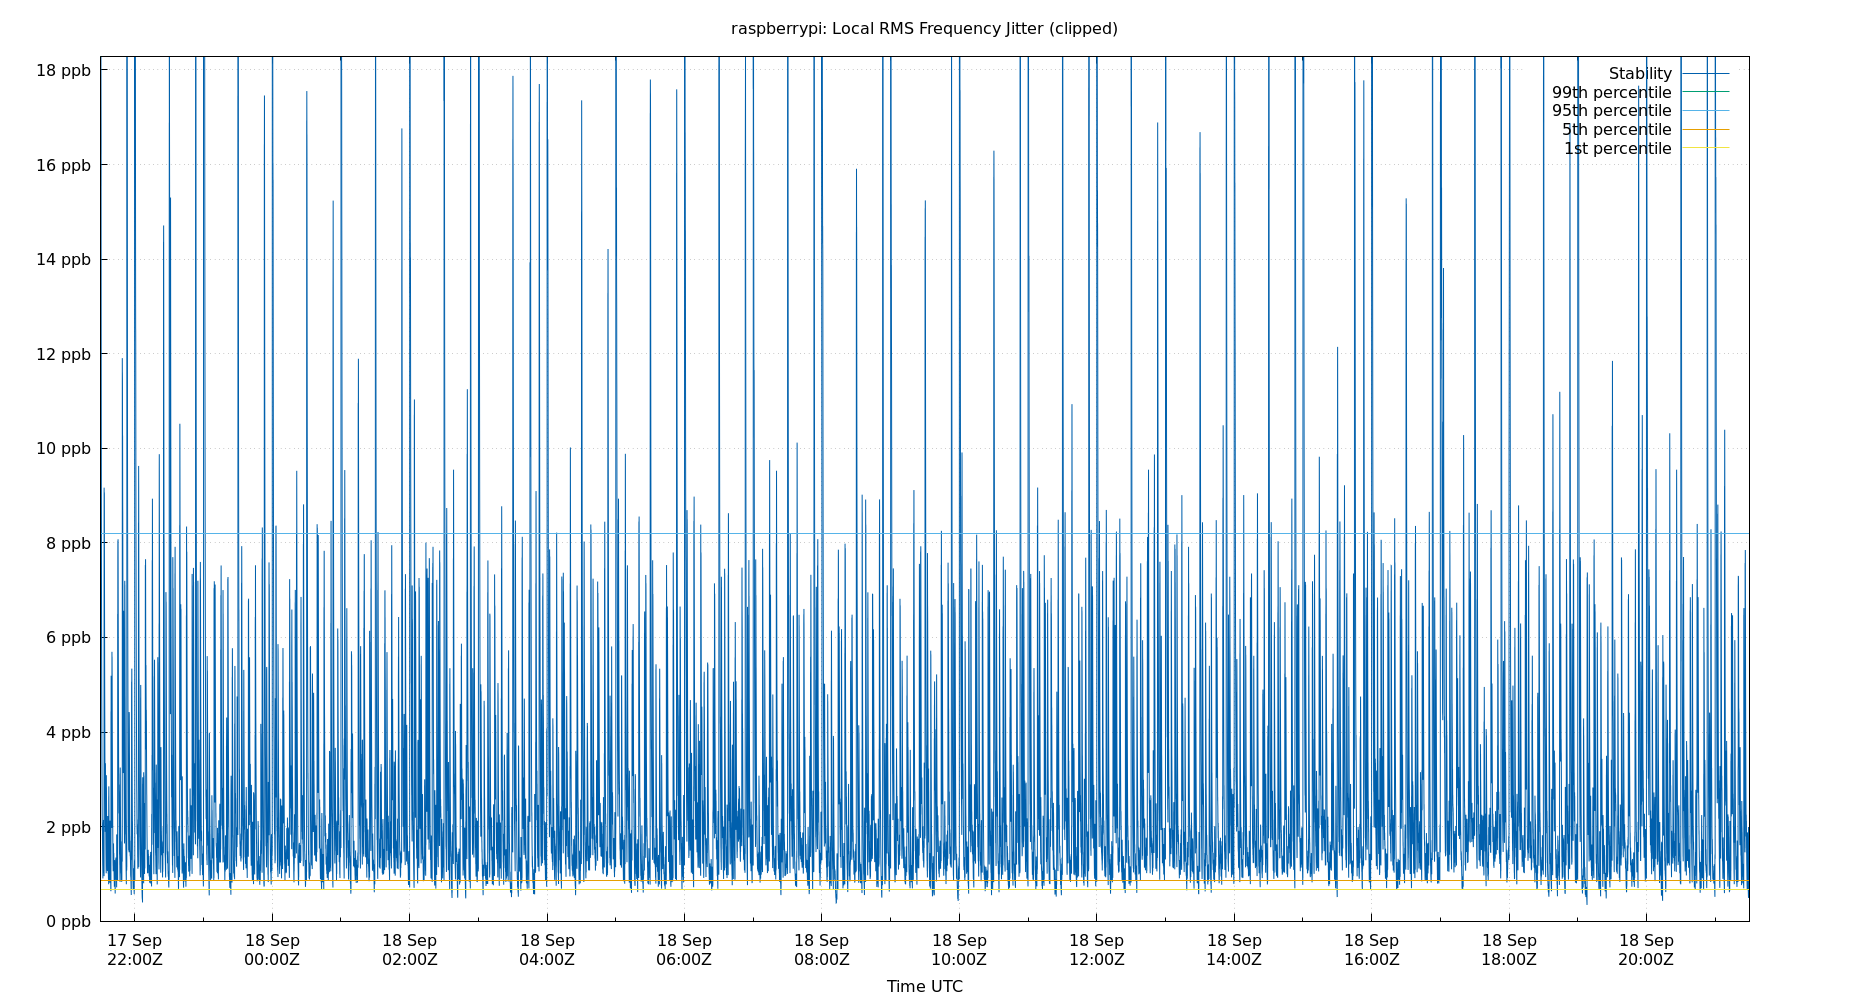 raspberrypi: Local RMS Frequency Jitter (clipped)
18 ppb
16 ppb
14 ppb
12 ppb
10 ppb
8 ppb
6 ppb
4 ppb
2 ppb
0 ppb
Stability
99th percentile
95th percentile
5th percentile
1st percentile
17 Sep 18 Sep 18 Sep 18 Sep 18 Sep 18 Sep 18 Sep 18 Sep 18 Sep 18 Sep 18 Sep 18 Sep
22:00Z 00:00Z 02:00Z 04:00Z 06:00Z 08:00Z 10:00Z 12:00Z 14:00Z 16:00Z 18:00Z 20:00Z
Time UTC